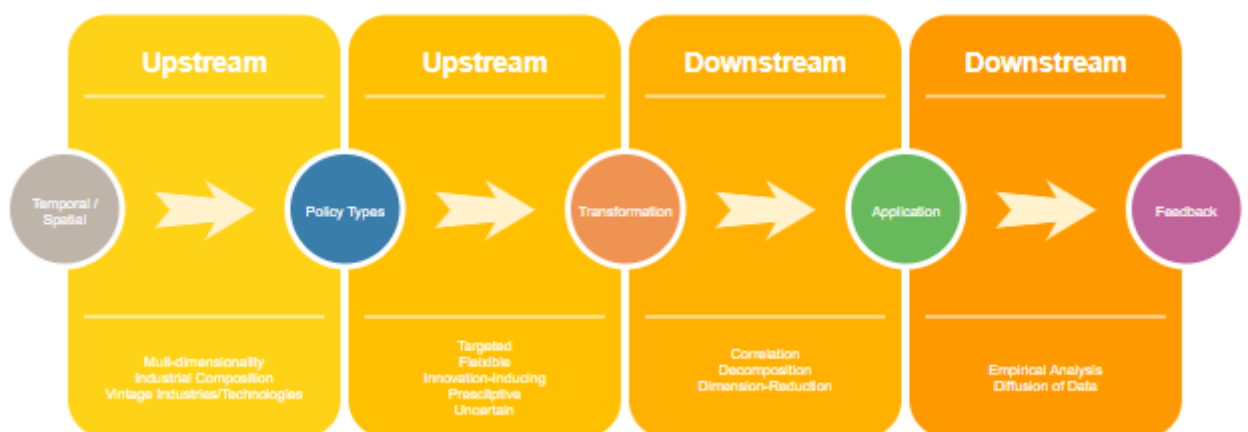 Upstream
Upstream
Downstream
Downstream
Temporal /
Spatial
Policy Types
Transformation
Application
Feedback
Multi-dimensionality
Industrial Composition
Vintage Industries/Technologies
Targeted
Flexible
Innovation-Inducing
Prescitptive
Uncertain
Correlation
Decomposition
Dimension-Reduction
Empirical Analysis
Diffusion of Data